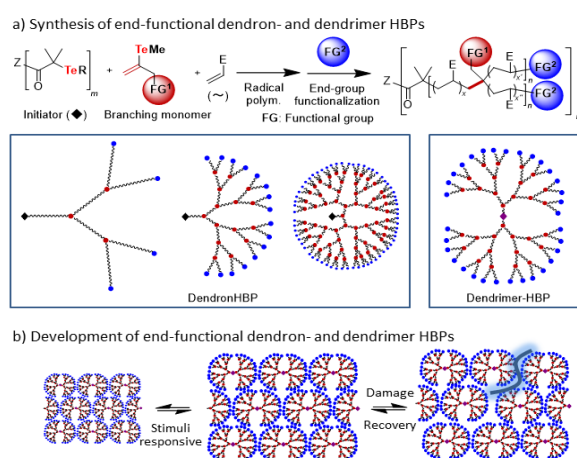 a) Synthesis of end-functional dendron- and dendrimer HBPs
Z O TeR m
TeMe FG¹
E
(~)
FG²
Z O m E x FG¹ E x' n FG² E x'' n FG²
Initiator (◆) Branching monomer
Radical polym.
End-group functionalization
FG: Functional group
DendronHBP
Dendrimer-HBP
b) Development of end-functional dendron- and dendrimer HBPs
Stimuli responsive
Damage
Recovery